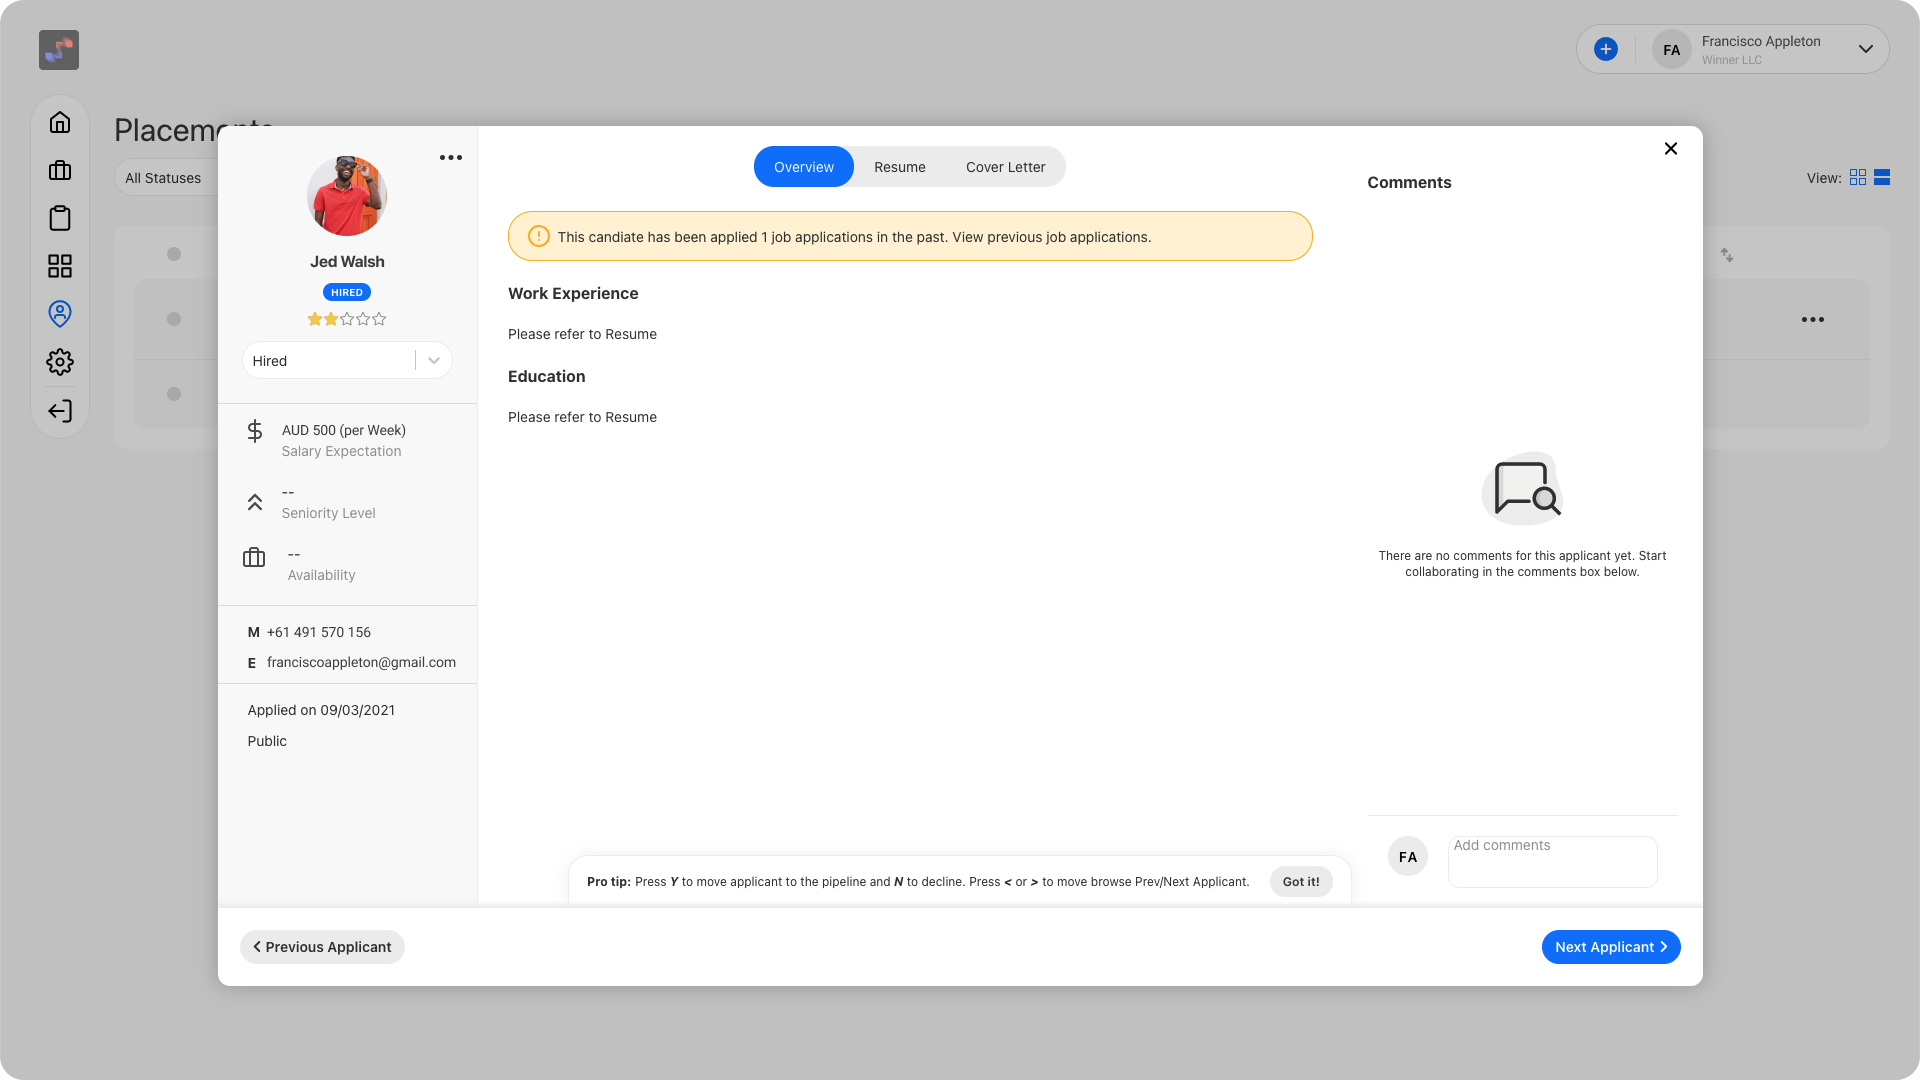 FA
Francisco Appleton
Winner LLC
Placements
All Statuses
View:
Jed Walsh
HIRED
Hired
AUD 500 (per Week)
Salary Expectation
--
Seniority Level
--
Availability
M +61 491 570 156
E franciscoappleton@gmail.com
Applied on 09/03/2021
Public
Overview
Resume
Cover Letter
This candiate has been applied 1 job applications in the past. View previous job applications.
Work Experience
Please refer to Resume
Education
Please refer to Resume
Comments
There are no comments for this applicant yet. Start
collaborating in the comments box below.
FA
Add comments
Pro tip: Press Y to move applicant to the pipeline and N to decline. Press < or > to move browse Prev/Next Applicant.
Got it!
Previous Applicant
Next Applicant